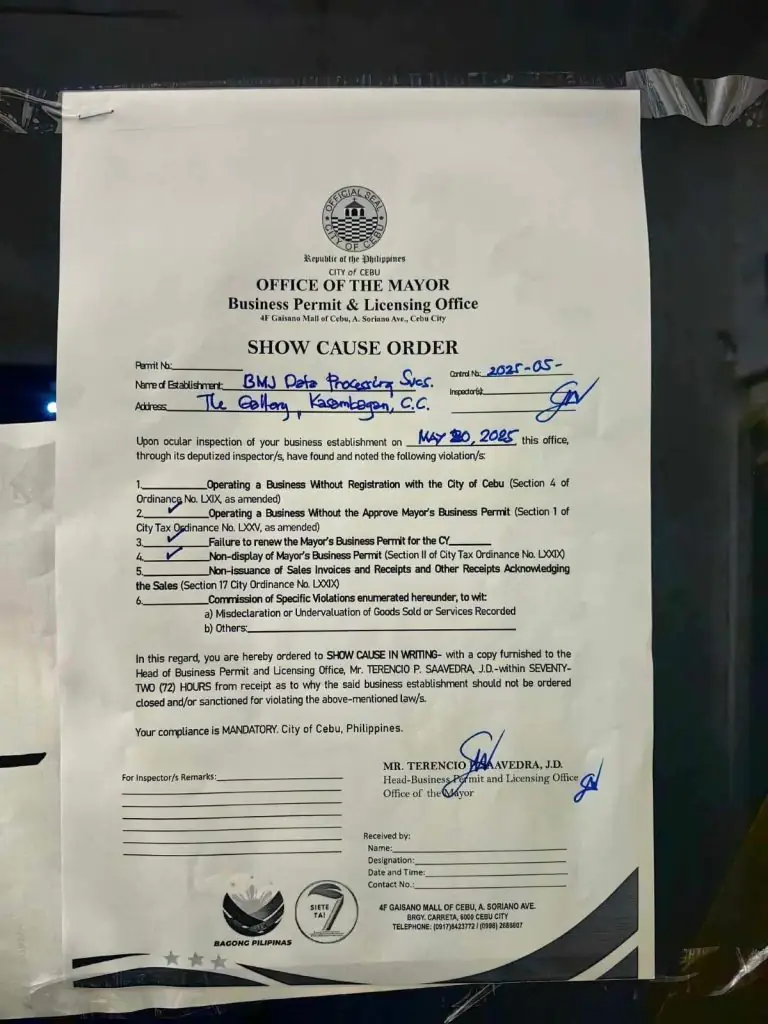 OFFICIAL SEAL
CITY OF CEBU
Republic of the Philippines
CITY of CEBU
OFFICE OF THE MAYOR
Business Permit & Licensing Office
4F Gaisano Mall of Cebu, A. Soriano Ave., Cebu City
SHOW CAUSE ORDER
Permit No:
Control No. 2025-05-
Name of Establishment: BMJ Data Processing Svcs.
Inspector(s):
Address The Gallery, Kasambagan, C.C.
Upon ocular inspection of your business establishment on MAY 20, 2025 this office,
through its deputized inspector/s, have found and noted the following violation/s:
1. Operating a Business Without Registration with the City of Cebu (Section 4 of
Ordinance No. LXIX, as amended)
2. ✓ Operating a Business Without the Approve Mayor's Business Permit (Section 1 of
City Tax Ordinance No. LXXV, as amended)
3. ✓ Failure to renew the Mayor's Business Permit for the CY
4. ✓ Non-display of Mayor's Business Permit (Section II of City Tax Ordinance No. LXXIX)
5. Non-issuance of Sales Invoices and Receipts and Other Receipts Acknowledging
the Sales (Section 17 City Ordinance No. LXXIX)
6. Commission of Specific Violations enumerated hereunder, to wit:
a) Misdeclaration or Undervaluation of Goods Sold or Services Recorded
b) Others:
In this regard, you are hereby ordered to SHOW CAUSE IN WRITING- with a copy furnished to the
Head of Business Permit and Licensing Office, Mr. TERENCIO P. SAAVEDRA, J.D.-within SEVENTY-
TWO (72) HOURS from receipt as to why the said business establishment should not be ordered
closed and/or sanctioned for violating the above-mentioned law/s.
Your compliance is MANDATORY. City of Cebu, Philippines.
MR. TERENCIO P. SAAVEDRA, J.D.
Head-Business Permit and Licensing Office
Office of the Mayor
For Inspector/s Remarks:
Received by:
Name:
Designation:
Date and Time:
Contact No.:
BAGONG PILIPINAS
SIETE
TA!
7
4F GAISANO MALL OF CEBU, A. SORIANO AVE.
BRGY. CARRETA, 6000 CEBU CITY
TELEPHONE: (0917)8423772 / (0998) 2688807